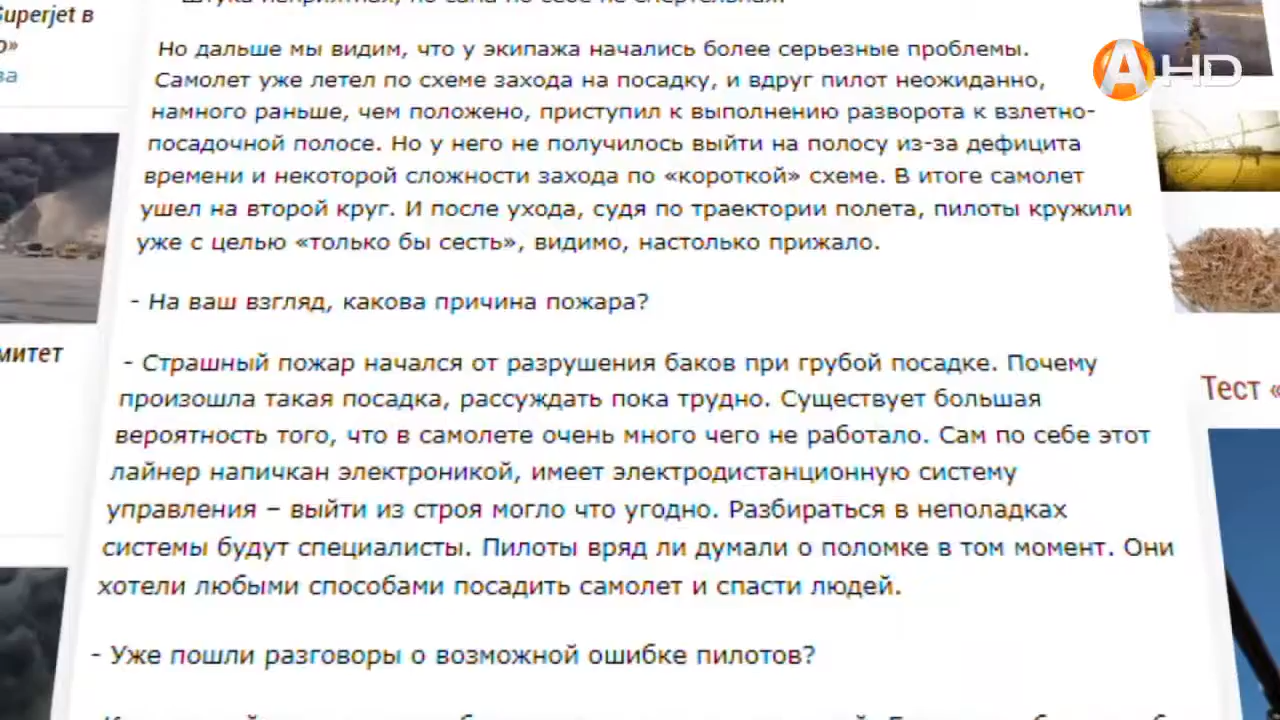 Superjet в
о»
ва
митет
Но дальше мы видим, что у экипажа начались более серьезные проблемы.
Самолет уже летел по схеме захода на посадку, и вдруг пилот неожиданно,
намного раньше, чем положено, приступил к выполнению разворота к взлетно-
посадочной полосе. Но у него не получилось выйти на полосу из-за дефицита
времени и некоторой сложности захода по «короткой» схеме. В итоге самолет
ушел на второй круг. И после ухода, судя по траектории полета, пилоты кружили
уже с целью «только бы сесть», видимо, настолько прижало.
- На ваш взгляд, какова причина пожара?
- Страшный пожар начался от разрушения баков при грубой посадке. Почему
произошла такая посадка, рассуждать пока трудно. Существует большая
вероятность того, что в самолете очень много чего не работало. Сам по себе этот
лайнер напичкан электроникой, имеет электродистанционную систему
управления – выйти из строя могло что угодно. Разбираться в неполадках
системы будут специалисты. Пилоты вряд ли думали о поломке в том момент. Они
хотели любыми способами посадить самолет и спасти людей.
- Уже пошли разговоры о возможной ошибке пилотов?
А HD
Тест «